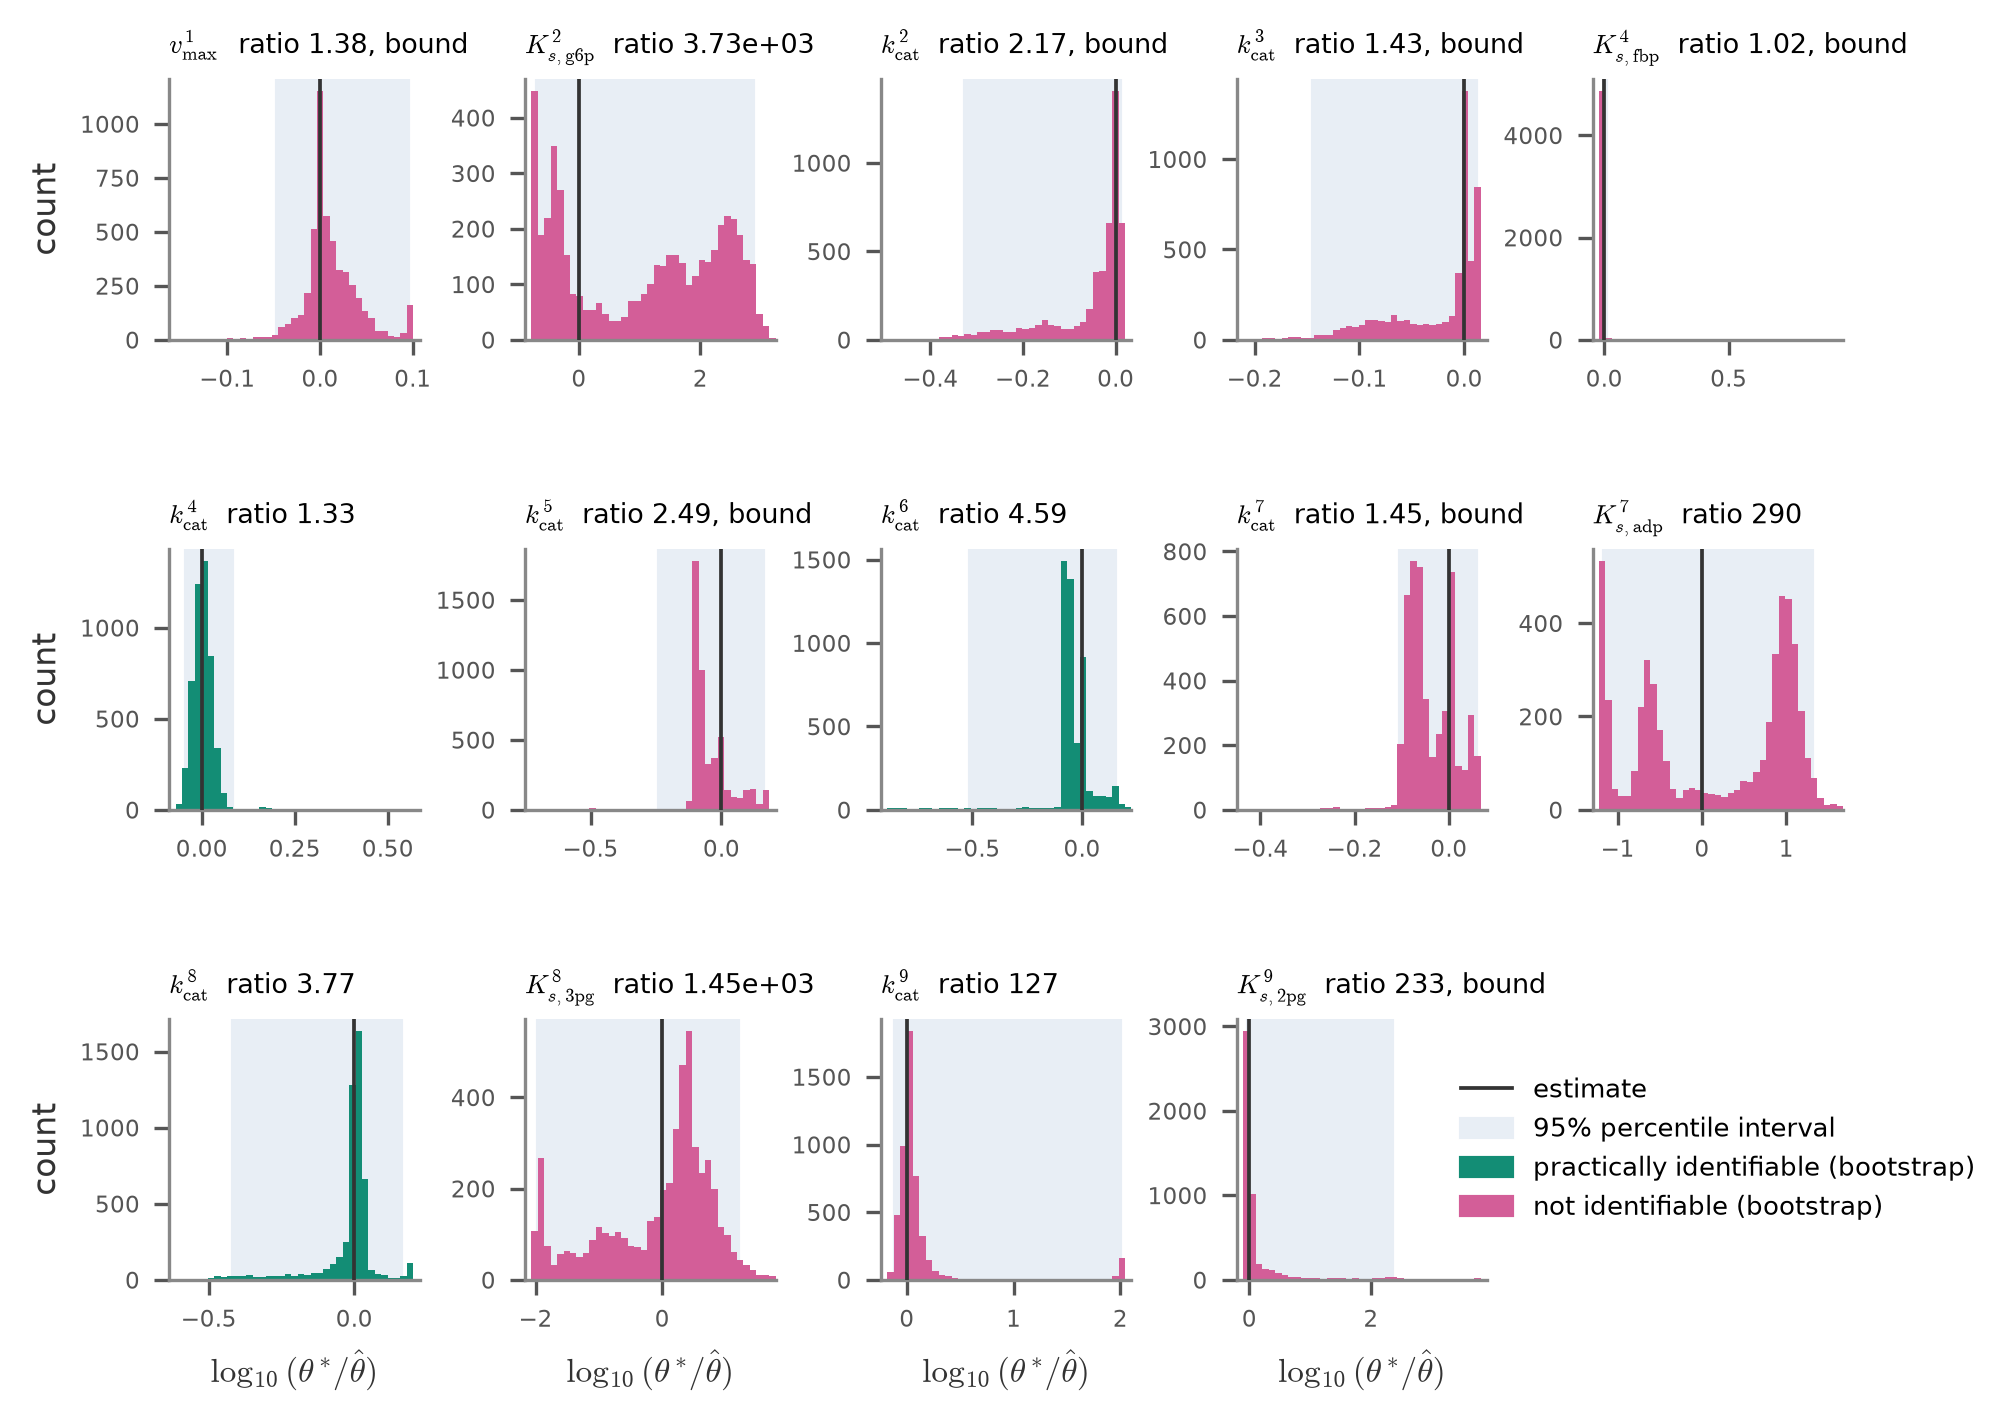 v¹max ratio 1.38, bound
K²s, g6p ratio 3.73e+03
k²cat ratio 2.17, bound
k³cat ratio 1.43, bound
K⁴s, fbp ratio 1.02, bound
count
1000
750
500
250
0
−0.1 0.0 0.1
400
300
200
100
0
0 2
1000
500
0
−0.4 −0.2 0.0
1000
500
0
−0.2 −0.1 0.0
4000
2000
0
0.0 0.5
k⁴cat ratio 1.33
k⁵cat ratio 2.49, bound
k⁶cat ratio 4.59
k⁷cat ratio 1.45, bound
K⁷s, adp ratio 290
count
1000
500
0
0.00 0.25 0.50
1500
1000
500
0
−0.5 0.0
1500
1000
500
0
−0.5 0.0
800
600
400
200
0
−0.4 −0.2 0.0
400
200
0
−1 0 1
k⁸cat ratio 3.77
K⁸s, 3pg ratio 1.45e+03
k⁹cat ratio 127
K⁹s, 2pg ratio 233, bound
count
1500
1000
500
0
−0.5 0.0
log₁₀ (θ*/θ̂)
400
200
0
−2 0
log₁₀ (θ*/θ̂)
1500
1000
500
0
0 1 2
log₁₀ (θ*/θ̂)
3000
2000
1000
0
0 2
log₁₀ (θ*/θ̂)
estimate
95% percentile interval
practically identifiable (bootstrap)
not identifiable (bootstrap)